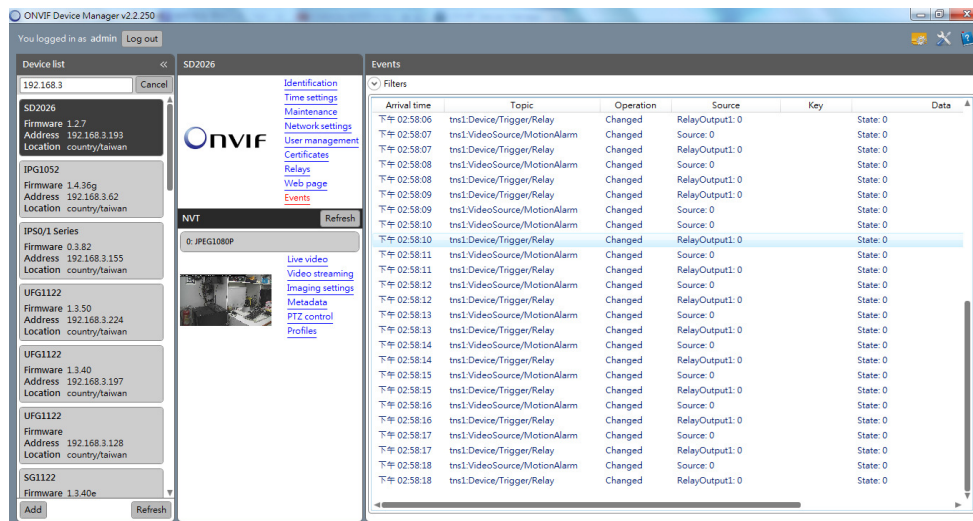 ONVIF Device Manager v2.2.250
You logged in as admin Log out
Device list «
192.168.3 Cancel
SD2026
Firmware 1.2.7
Address 192.168.3.193
Location country/taiwan
IPG1052
Firmware 1.4.36g
Address 192.168.3.62
Location country/taiwan
IPS0/1 Series
Firmware 0.3.82
Address 192.168.3.155
Location country/taiwan
UFG1122
Firmware 1.3.50
Address 192.168.3.224
Location country/taiwan
UFG1122
Firmware 1.3.40
Address 192.168.3.197
Location country/taiwan
UFG1122
Firmware
Address 192.168.3.128
Location country/taiwan
SG1122
Firmware 1.3.40e
Add Refresh
SD2026
ONVIF
Identification
Time settings
Maintenance
Network settings
User management
Certificates
Relays
Web page
Events
NVT Refresh
0: JPEG1080P
Live video
Video streaming
Imaging settings
Metadata
PTZ control
Profiles
Events
Filters
Arrival time Topic Operation Source Key Data
下午 02:58:06 tns1:Device/Trigger/Relay Changed RelayOutput1: 0 State: 0
下午 02:58:07 tns1:VideoSource/MotionAlarm Changed Source: 0 State: 0
下午 02:58:07 tns1:Device/Trigger/Relay Changed RelayOutput1: 0 State: 0
下午 02:58:08 tns1:VideoSource/MotionAlarm Changed Source: 0 State: 0
下午 02:58:08 tns1:Device/Trigger/Relay Changed RelayOutput1: 0 State: 0
下午 02:58:09 tns1:Device/Trigger/Relay Changed RelayOutput1: 0 State: 0
下午 02:58:09 tns1:VideoSource/MotionAlarm Changed Source: 0 State: 0
下午 02:58:10 tns1:VideoSource/MotionAlarm Changed Source: 0 State: 0
下午 02:58:10 tns1:Device/Trigger/Relay Changed RelayOutput1: 0 State: 0
下午 02:58:11 tns1:VideoSource/MotionAlarm Changed Source: 0 State: 0
下午 02:58:11 tns1:Device/Trigger/Relay Changed RelayOutput1: 0 State: 0
下午 02:58:12 tns1:VideoSource/MotionAlarm Changed Source: 0 State: 0
下午 02:58:12 tns1:Device/Trigger/Relay Changed RelayOutput1: 0 State: 0
下午 02:58:13 tns1:VideoSource/MotionAlarm Changed Source: 0 State: 0
下午 02:58:13 tns1:Device/Trigger/Relay Changed RelayOutput1: 0 State: 0
下午 02:58:14 tns1:VideoSource/MotionAlarm Changed Source: 0 State: 0
下午 02:58:14 tns1:Device/Trigger/Relay Changed RelayOutput1: 0 State: 0
下午 02:58:15 tns1:VideoSource/MotionAlarm Changed Source: 0 State: 0
下午 02:58:15 tns1:Device/Trigger/Relay Changed RelayOutput1: 0 State: 0
下午 02:58:16 tns1:VideoSource/MotionAlarm Changed Source: 0 State: 0
下午 02:58:16 tns1:Device/Trigger/Relay Changed RelayOutput1: 0 State: 0
下午 02:58:17 tns1:VideoSource/MotionAlarm Changed Source: 0 State: 0
下午 02:58:17 tns1:Device/Trigger/Relay Changed RelayOutput1: 0 State: 0
下午 02:58:18 tns1:VideoSource/MotionAlarm Changed Source: 0 State: 0
下午 02:58:18 tns1:Device/Trigger/Relay Changed RelayOutput1: 0 State: 0